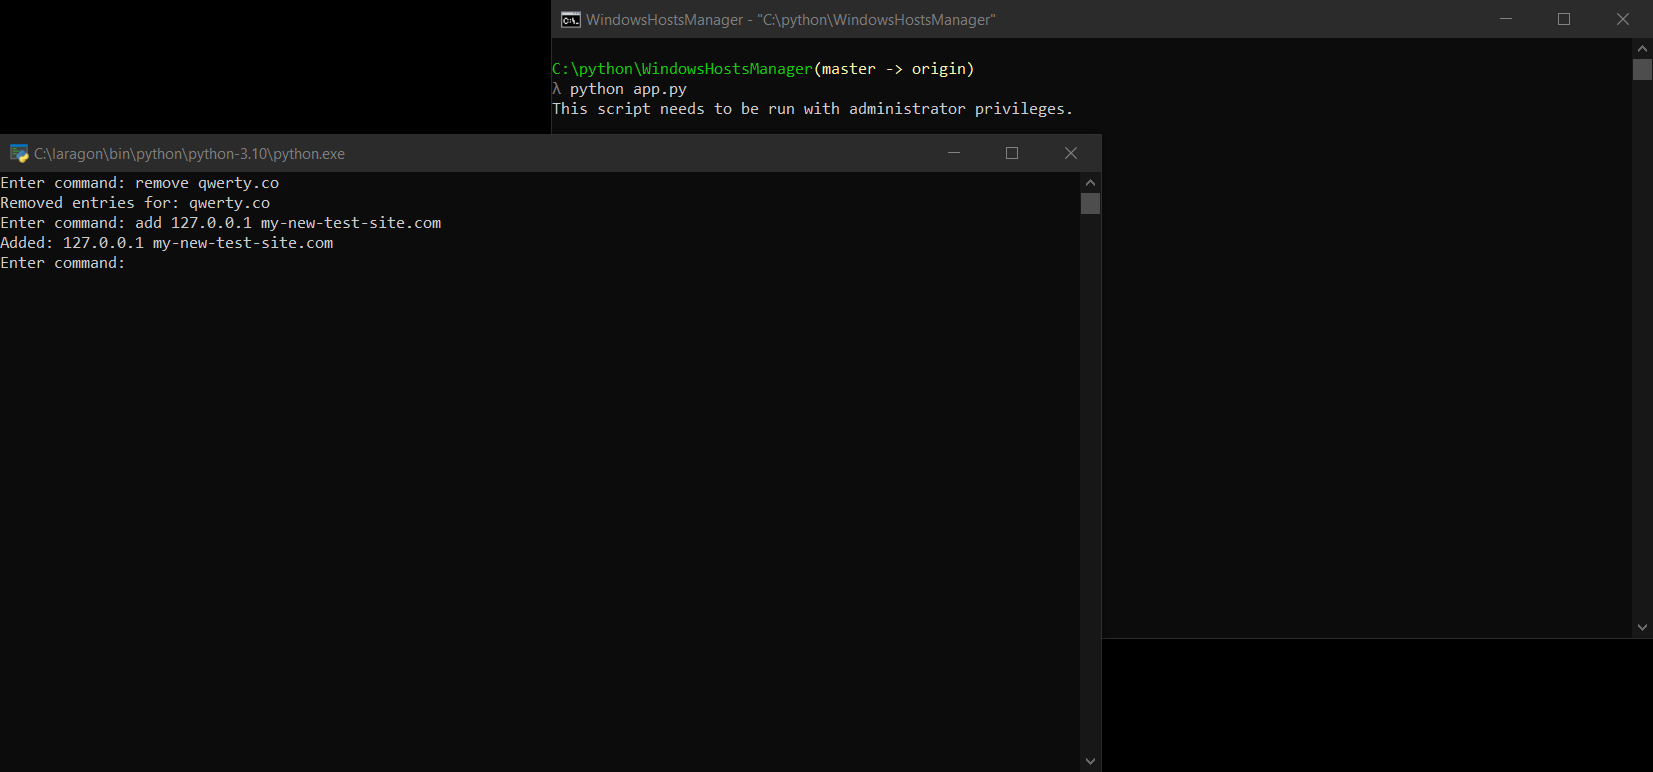 WindowsHostsManager - "C:\python\WindowsHostsManager"
C:\python\WindowsHostsManager(master -> origin)
λ python app.py
This script needs to be run with administrator privileges.
C:\laragon\bin\python\python-3.10\python.exe
Enter command: remove qwerty.co
Removed entries for: qwerty.co
Enter command: add 127.0.0.1 my-new-test-site.com
Added: 127.0.0.1 my-new-test-site.com
Enter command: